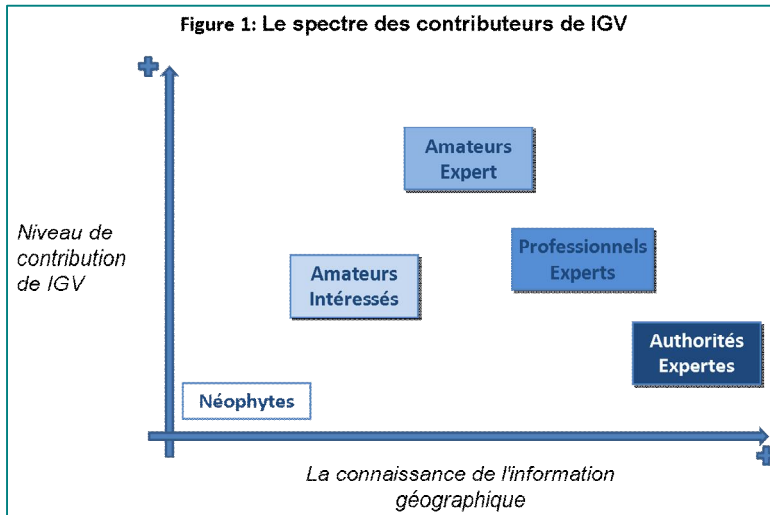 Figure 1: Le spectre des contributeurs de IGV
Amateurs
Expert
Niveau de
contribution
de IGV
Professionnels
Experts
Amateurs
Intéressés
Authorités
Expertes
Néophytes
La connaissance de l'information
géographique